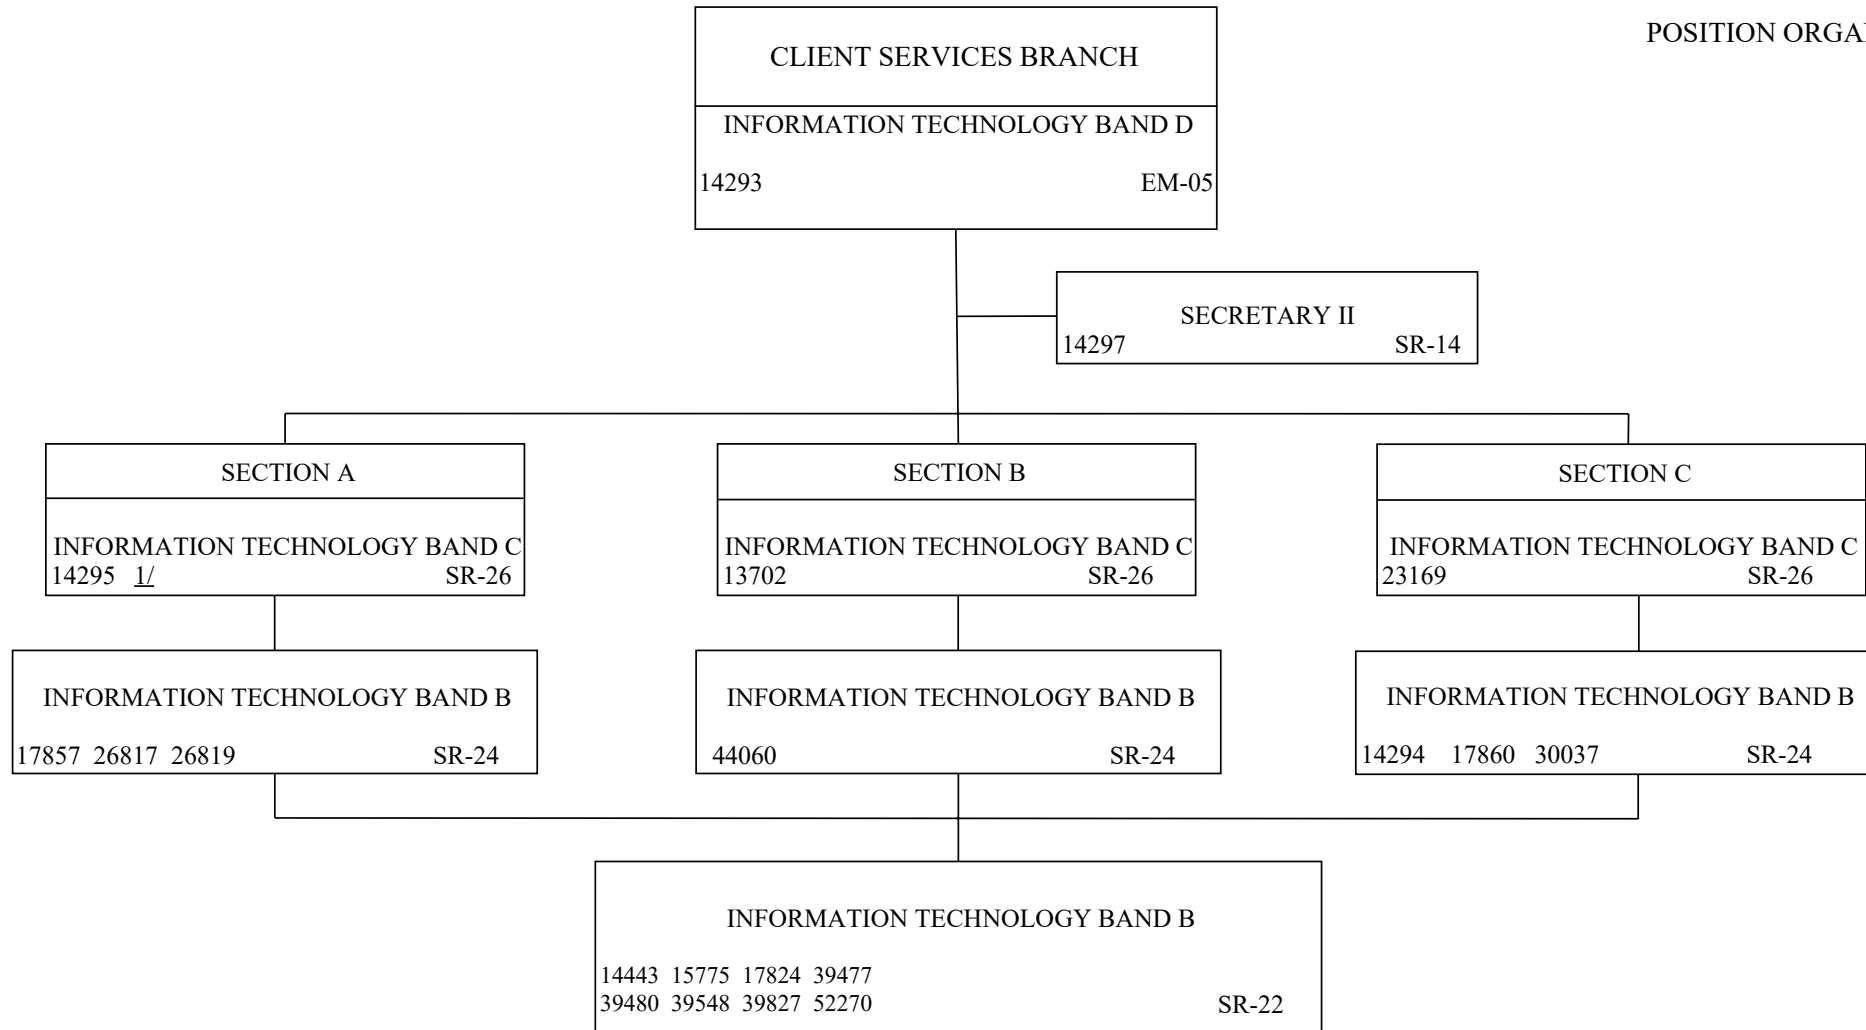 POSITION ORGA
CLIENT SERVICES BRANCH
INFORMATION TECHNOLOGY BAND D
14293 EM-05
SECRETARY II
14297 SR-14
SECTION A
INFORMATION TECHNOLOGY BAND C
14295 1/ SR-26
SECTION B
INFORMATION TECHNOLOGY BAND C
13702 SR-26
SECTION C
INFORMATION TECHNOLOGY BAND C
23169 SR-26
INFORMATION TECHNOLOGY BAND B
17857 26817 26819 SR-24
INFORMATION TECHNOLOGY BAND B
44060 SR-24
INFORMATION TECHNOLOGY BAND B
14294 17860 30037 SR-24
INFORMATION TECHNOLOGY BAND B
14443 15775 17824 39477
39480 39548 39827 52270 SR-22